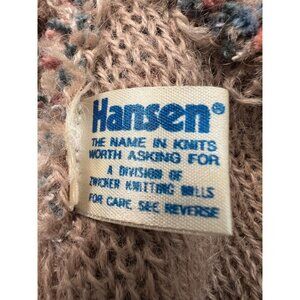 Hansen®
THE NAME IN KNITS
WORTH ASKING FOR
A DIVISION OF
ZWICKER KNITTING MILLS
FOR CARE, SEE REVERSE